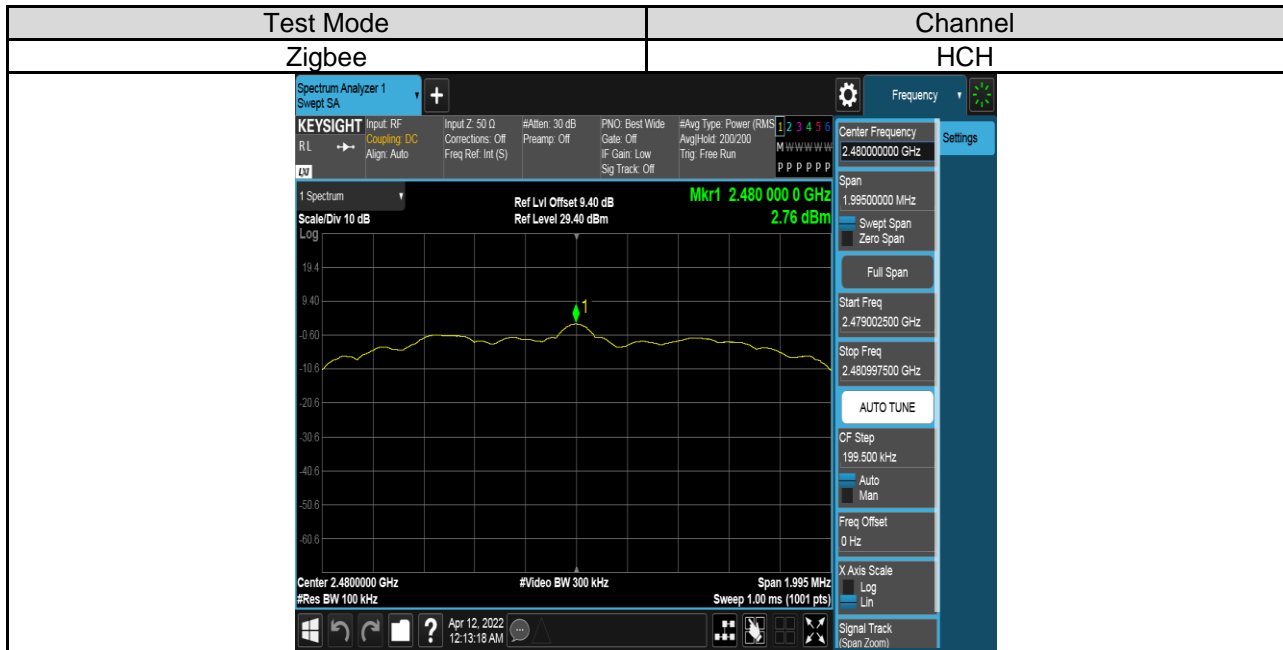 Test Mode Channel
Zigbee HCH
Spectrum Analyzer 1
Swept SA
+
Frequency
KEYSIGHT
RL
LXI
Input: RF
Coupling: DC
Align: Auto
Input Z: 50 Ω
Corrections: Off
Freq Ref: Int (S)
#Atten: 30 dB
Preamp: Off
PNO: Best Wide
Gate: Off
IF Gain: Low
Sig Track: Off
#Avg Type: Power (RMS
Avg|Hold: 200/200
Trig: Free Run
1 2 3 4 5 6
M W W W W W
P P P P P P
1 Spectrum
Scale/Div 10 dB
Log
Ref Lvl Offset 9.40 dB
Ref Level 29.40 dBm
Mkr1 2.480 000 0 GHz
2.76 dBm
19.4
9.40
-0.60
-10.6
-20.6
-30.6
-40.6
-50.6
-60.6
1
Center 2.4800000 GHz
#Res BW 100 kHz
#Video BW 300 kHz
Span 1.995 MHz
Sweep 1.00 ms (1001 pts)
?
Apr 12, 2022
12:13:18 AM
Center Frequency
2.480000000 GHz
Settings
Span
1.99500000 MHz
Swept Span
Zero Span
Full Span
Start Freq
2.479002500 GHz
Stop Freq
2.480997500 GHz
AUTO TUNE
CF Step
199.500 kHz
Auto
Man
Freq Offset
0 Hz
X Axis Scale
Log
Lin
Signal Track
(Span Zoom)